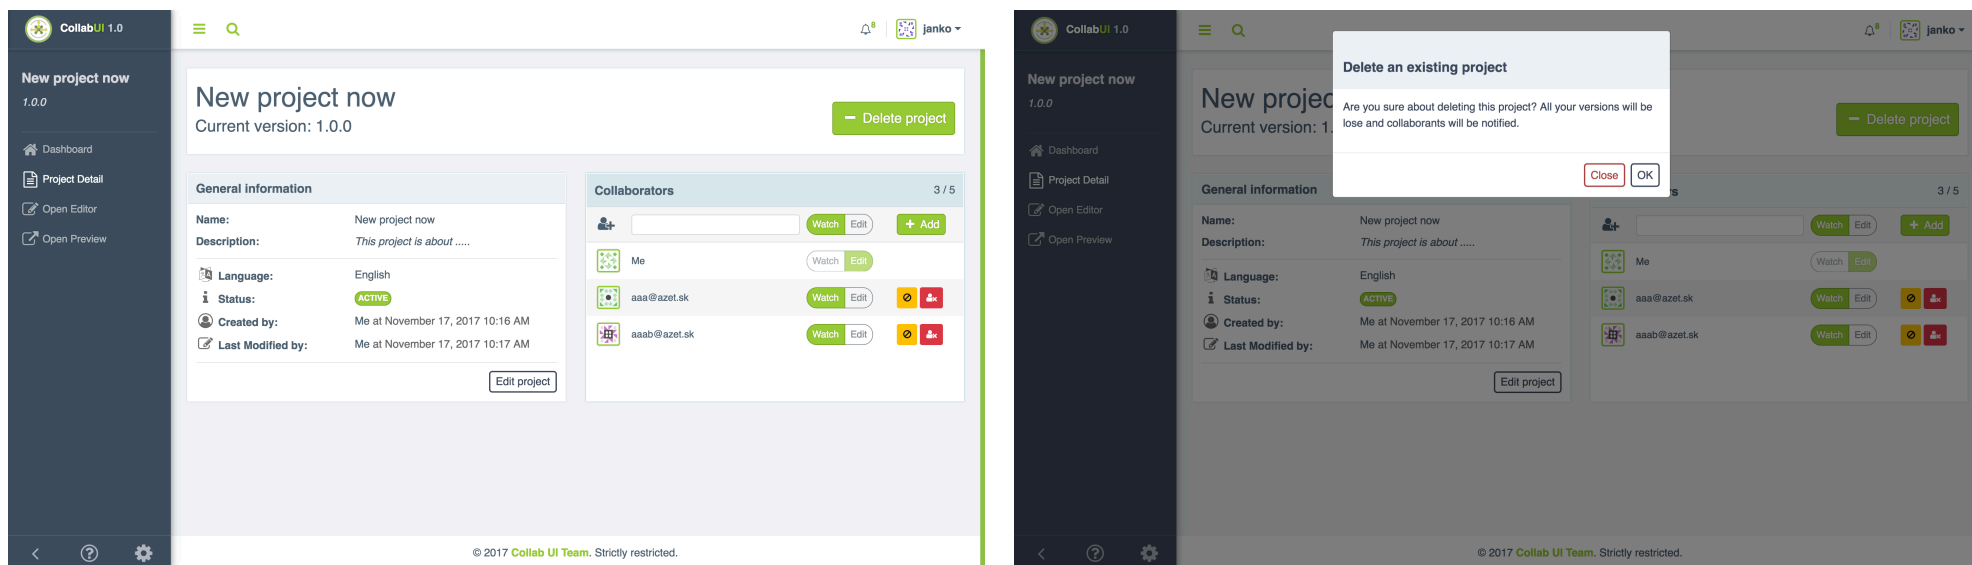 CollabUI 1.0
8
janko
New project now
1.0.0
Dashboard
Project Detail
Open Editor
Open Preview
New project now
Current version: 1.0.0
Delete project
General information
Name: New project now
Description: This project is about .....
Language: English
Status: ACTIVE
Created by: Me at November 17, 2017 10:16 AM
Last Modified by: Me at November 17, 2017 10:17 AM
Edit project
Collaborators 3 / 5
Watch Edit + Add
Me Watch Edit
aaa@azet.sk Watch Edit
aaab@azet.sk Watch Edit
© 2017 Collab UI Team. Strictly restricted.
CollabUI 1.0
8
janko
New project now
1.0.0
Dashboard
Project Detail
Open Editor
Open Preview
New projec
Current version: 1.
Delete project
Delete an existing project
Are you sure about deleting this project? All your versions will be
lose and collaborants will be notified.
Close OK
General information
Name: New project now
Description: This project is about .....
Language: English
Status: ACTIVE
Created by: Me at November 17, 2017 10:16 AM
Last Modified by: Me at November 17, 2017 10:17 AM
Edit project
s 3 / 5
Watch Edit + Add
Me Watch Edit
aaa@azet.sk Watch Edit
aaab@azet.sk Watch Edit
© 2017 Collab UI Team. Strictly restricted.